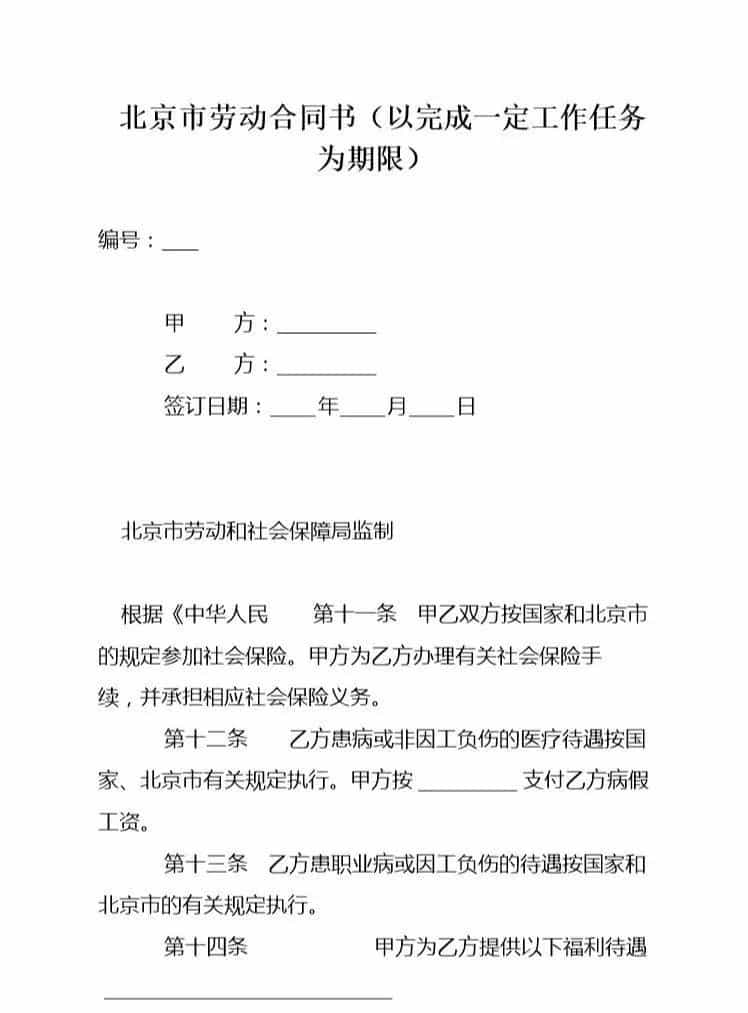 北京市劳动合同书（以完成一定工作任务
为期限）
编号：___
甲 方：_________
乙 方：_________
签订日期：____年____月____日
北京市劳动和社会保障局监制
根据《中华人民 第十一条 甲乙双方按国家和北京市
的规定参加社会保险。甲方为乙方办理有关社会保险手
续，并承担相应社会保险义务。
第十二条 乙方患病或非因工负伤的医疗待遇按国
家、北京市有关规定执行。甲方按 _________ 支付乙方病假
工资。
第十三条 乙方患职业病或因工负伤的待遇按国家和
北京市的有关规定执行。
第十四条 甲方为乙方提供以下福利待遇
__________________________